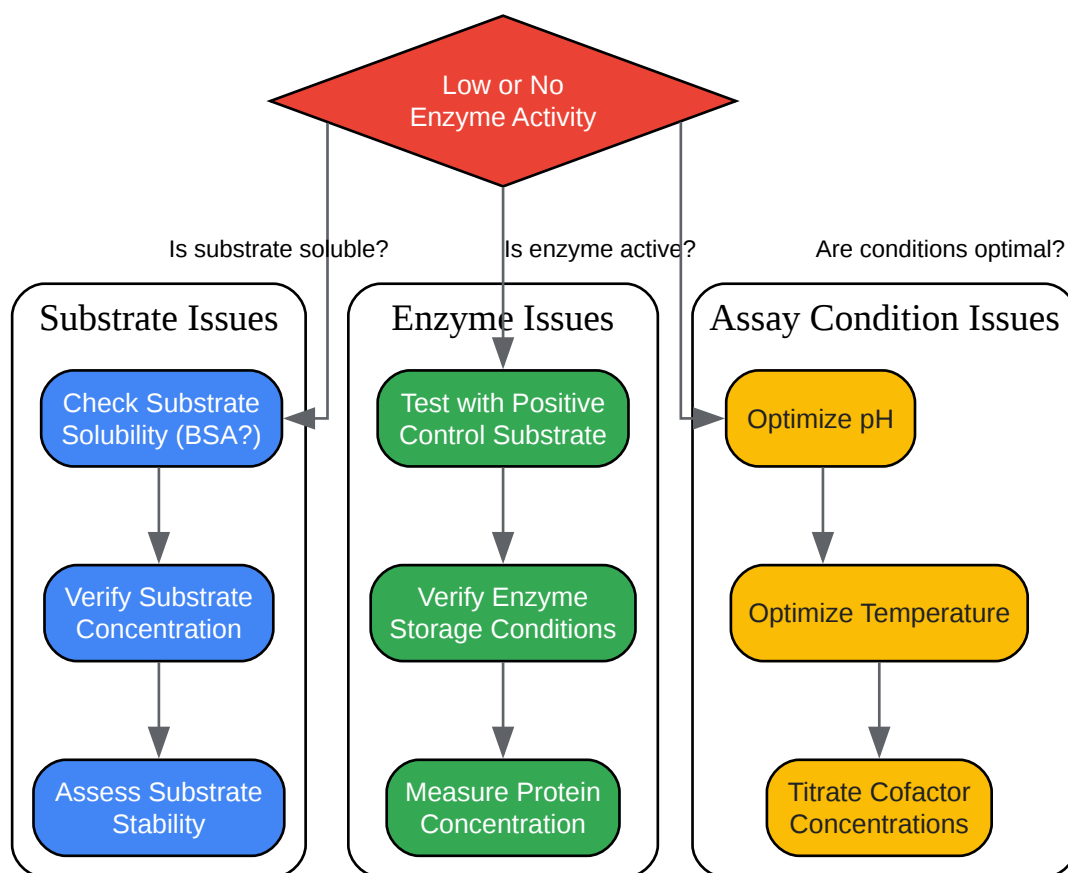 Low or No
Enzyme Activity
Is substrate soluble?
Is enzyme active?
Are conditions optimal?
Substrate Issues
Enzyme Issues
Assay Condition Issues
Check Substrate
Solubility (BSA?)
Test with Positive
Control Substrate
Optimize pH
Verify Substrate
Concentration
Verify Enzyme
Storage Conditions
Optimize Temperature
Assess Substrate
Stability
Measure Protein
Concentration
Titrate Cofactor
Concentrations